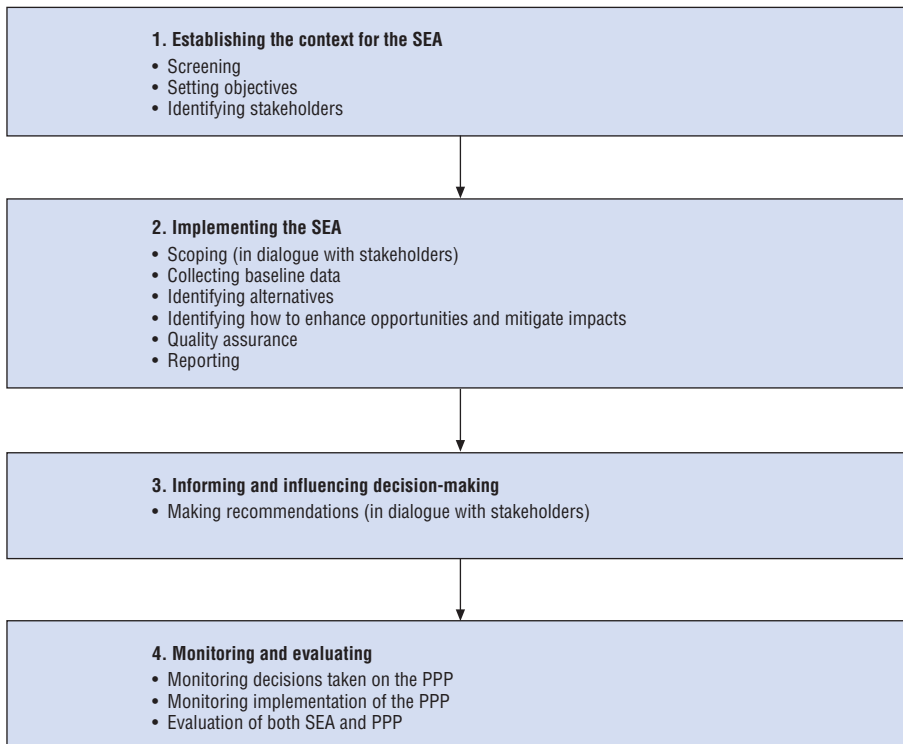 1. Establishing the context for the SEA
• Screening
• Setting objectives
• Identifying stakeholders
2. Implementing the SEA
• Scoping (in dialogue with stakeholders)
• Collecting baseline data
• Identifying alternatives
• Identifying how to enhance opportunities and mitigate impacts
• Quality assurance
• Reporting
3. Informing and influencing decision-making
• Making recommendations (in dialogue with stakeholders)
4. Monitoring and evaluating
• Monitoring decisions taken on the PPP
• Monitoring implementation of the PPP
• Evaluation of both SEA and PPP